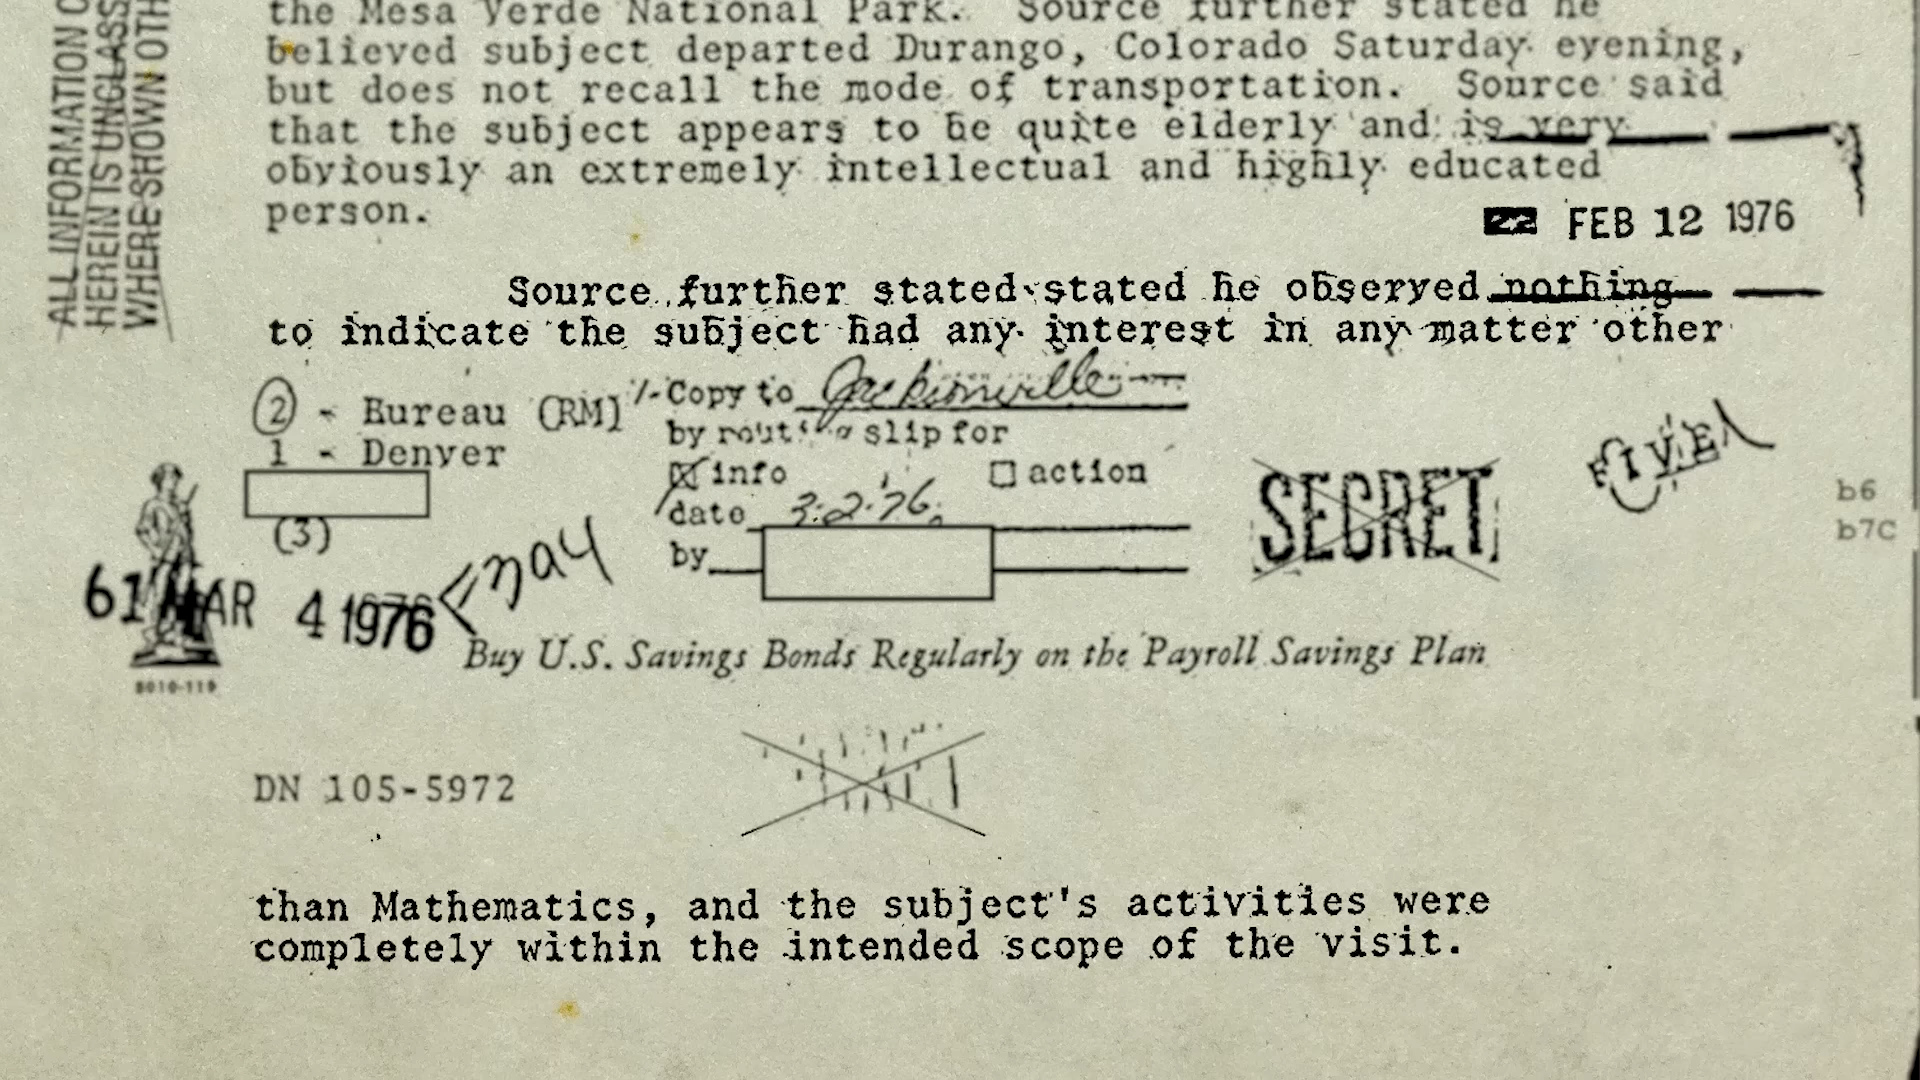 the Mesa Verde National Park. Source further stated he
believed subject departed Durango, Colorado Saturday evening,
but does not recall the mode of transportation. Source said
that the subject appears to be quite elderly and is very
obviously an extremely intellectual and highly educated
person.
22 FEB 12 1976
Source further stated stated he observed nothing
to indicate the subject had any interest in any matter other
ALL INFORMATION
HEREIN IS UNCLASS
WHERE SHOWN OTH
2 - Bureau (RM)
1 - Denver
(3)
1-Copy to Jacksonville
by routing slip for
info action
date 3-2-76
by
SECRET
b6
b7C
61 MAR 4 1976
Buy U.S. Savings Bonds Regularly on the Payroll Savings Plan
5010-110
DN 105-5972
than Mathematics, and the subject's activities were
completely within the intended scope of the visit.